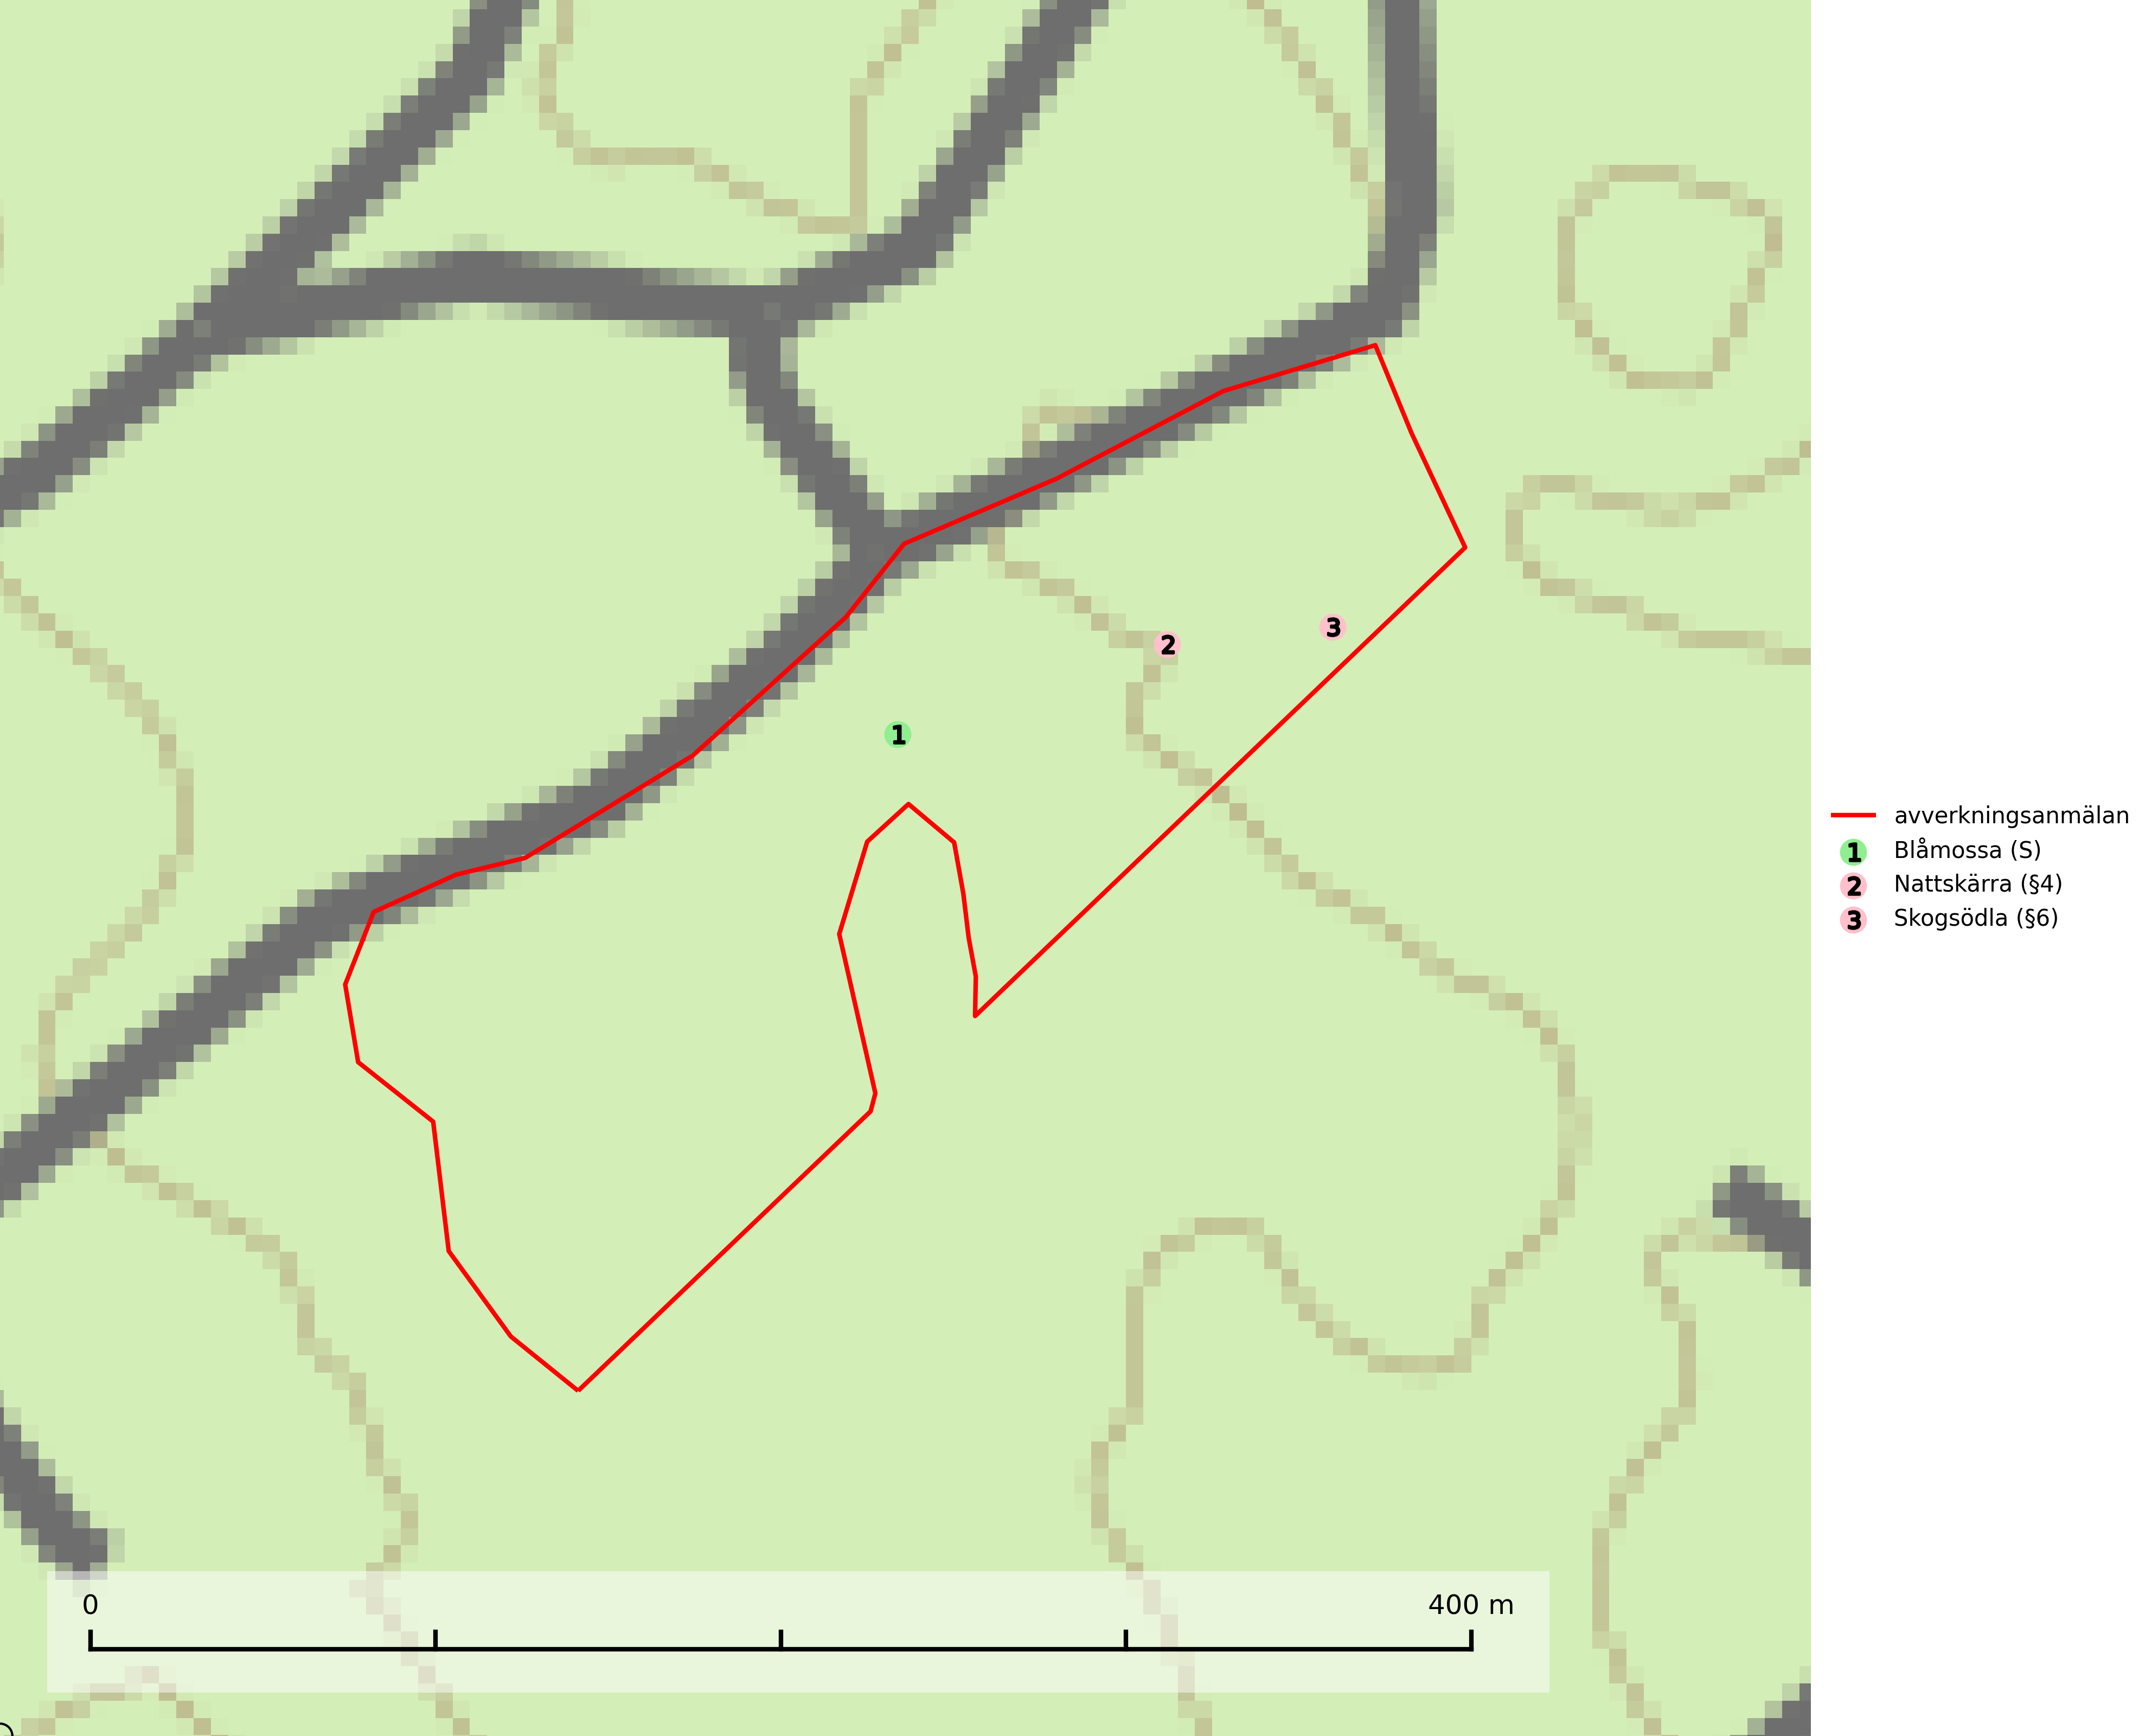 2
3
1
avverkningsanmälan
1 Blåmossa (S)
2 Nattskärra (§4)
3 Skogsödla (§6)
0 400 m